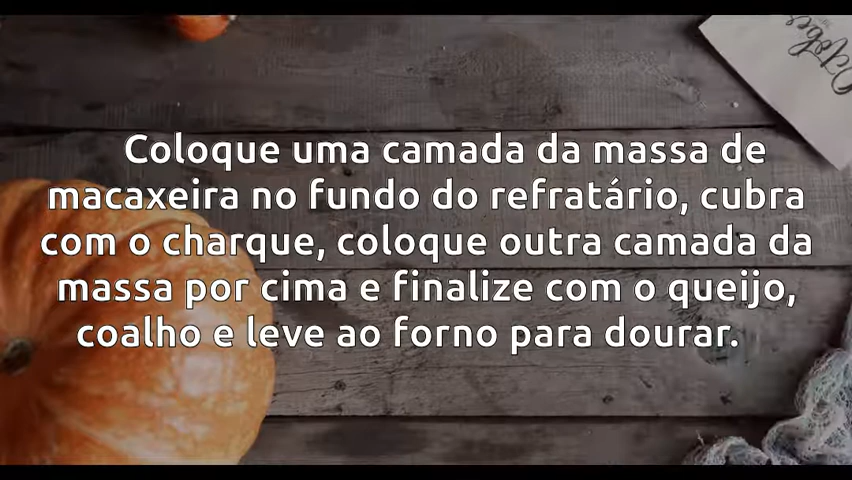 October
Coloque uma camada da massa de
macaxeira no fundo do refratário, cubra
com o charque, coloque outra camada da
massa por cima e finalize com o queijo,
coalho e leve ao forno para dourar.